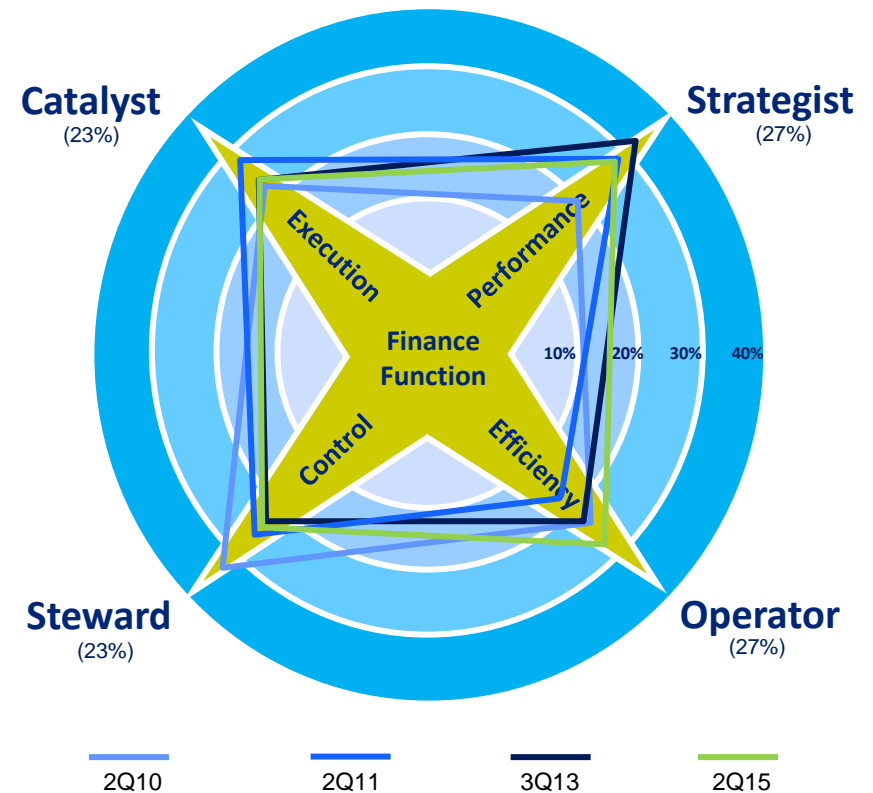 Catalyst
(23%)
Strategist
(27%)
Execution
Performance
Finance
Function
10%
20%
30%
40%
Control
Efficiency
Steward
(23%)
Operator
(27%)
2Q10
2Q11
3Q13
2Q15